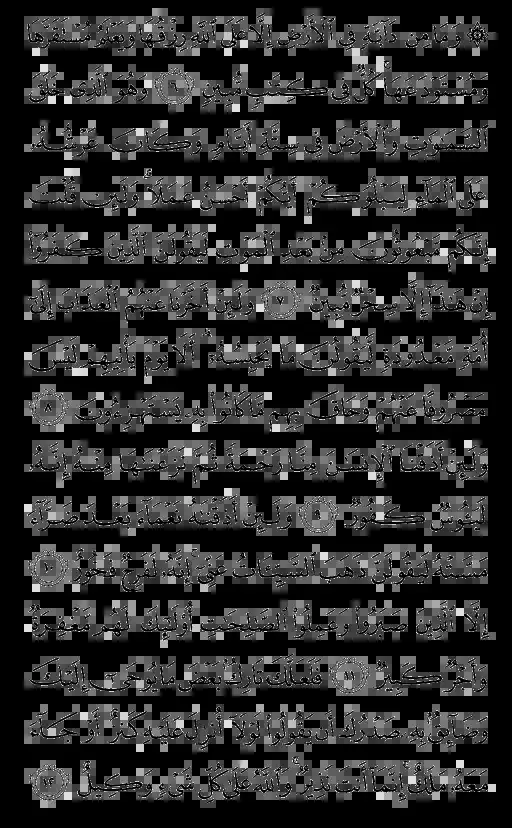 ۞ وَمَا مِن دَآبَّةٍ فِى ٱلْأَرْضِ إِلَّا عَلَى ٱللَّهِ رِزْقُهَا وَيَعْلَمُ مُسْتَقَرَّهَا
وَمُسْتَوْدَعَهَا كُلٌّ فِى كِتَٰبٍ مُّبِينٍ ٦ وَهُوَ ٱلَّذِى خَلَقَ
ٱلسَّمَٰوَٰتِ وَٱلْأَرْضَ فِى سِتَّةِ أَيَّامٍ وَكَانَ عَرْشُهُۥ
عَلَى ٱلْمَآءِ لِيَبْلُوَكُمْ أَيُّكُمْ أَحْسَنُ عَمَلًا وَلَئِن قُلْتَ
إِنَّكُم مَّبْعُوثُونَ مِنۢ بَعْدِ ٱلْمَوْتِ لَيَقُولَنَّ ٱلَّذِينَ كَفَرُوٓا۟
إِنْ هَٰذَآ إِلَّا سِحْرٌ مُّبِينٌ ٧ وَلَئِنْ أَخَّرْنَا عَنْهُمُ ٱلْعَذَابَ إِلَىٰٓ
أُمَّةٍ مَّعْدُودَةٍ لَّيَقُولُنَّ مَا يَحْبِسُهُۥٓ أَلَا يَوْمَ يَأْتِيهِمْ لَيْسَ
مَصْرُوفًا عَنْهُمْ وَحَاقَ بِهِم مَّا كَانُوا۟ بِهِۦ يَسْتَهْزِءُونَ ٨
وَلَئِنْ أَذَقْنَا ٱلْإِنسَٰنَ مِنَّا رَحْمَةً ثُمَّ نَزَعْنَٰهَا مِنْهُ إِنَّهُۥ
لَيَـُٔوسٌ كَفُورٌ ٩ وَلَئِنْ أَذَقْنَٰهُ نَعْمَآءَ بَعْدَ ضَرَّآءَ
مَسَّتْهُ لَيَقُولَنَّ ذَهَبَ ٱلسَّيِّـَٔاتُ عَنِّىٓ إِنَّهُۥ لَفَرِحٌ فَخُورٌ ١٠
إِلَّا ٱلَّذِينَ صَبَرُوا۟ وَعَمِلُوا۟ ٱلصَّٰلِحَٰتِ أُو۟لَٰٓئِكَ لَهُم مَّغْفِرَةٌ
وَأَجْرٌ كَبِيرٌ ١١ فَلَعَلَّكَ تَارِكٌۢ بَعْضَ مَا يُوحَىٰٓ إِلَيْكَ
وَضَآئِقٌۢ بِهِۦ صَدْرُكَ أَن يَقُولُوا۟ لَوْلَآ أُنزِلَ عَلَيْهِ كَنزٌ أَوْ جَآءَ
مَعَهُۥ مَلَكٌ إِنَّمَآ أَنتَ نَذِيرٌ وَٱللَّهُ عَلَىٰ كُلِّ شَىْءٍ وَكِيلٌ ١٢